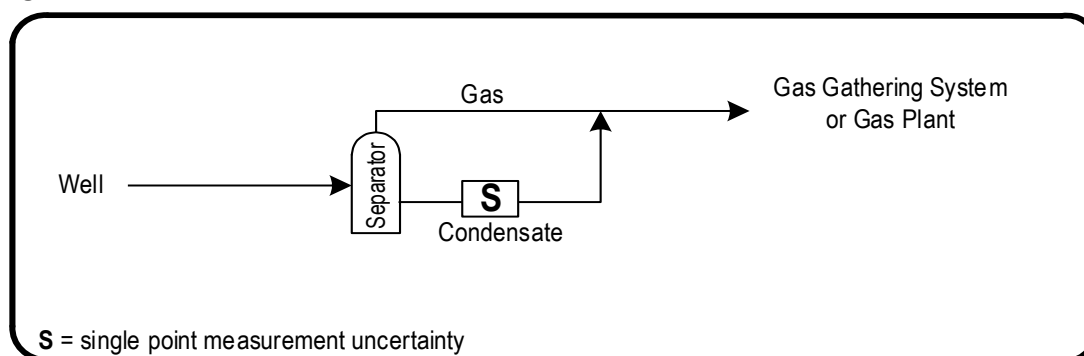 Gas
Gas Gathering System
or Gas Plant
Well
Separator
S
Condensate
S = single point measurement uncertainty